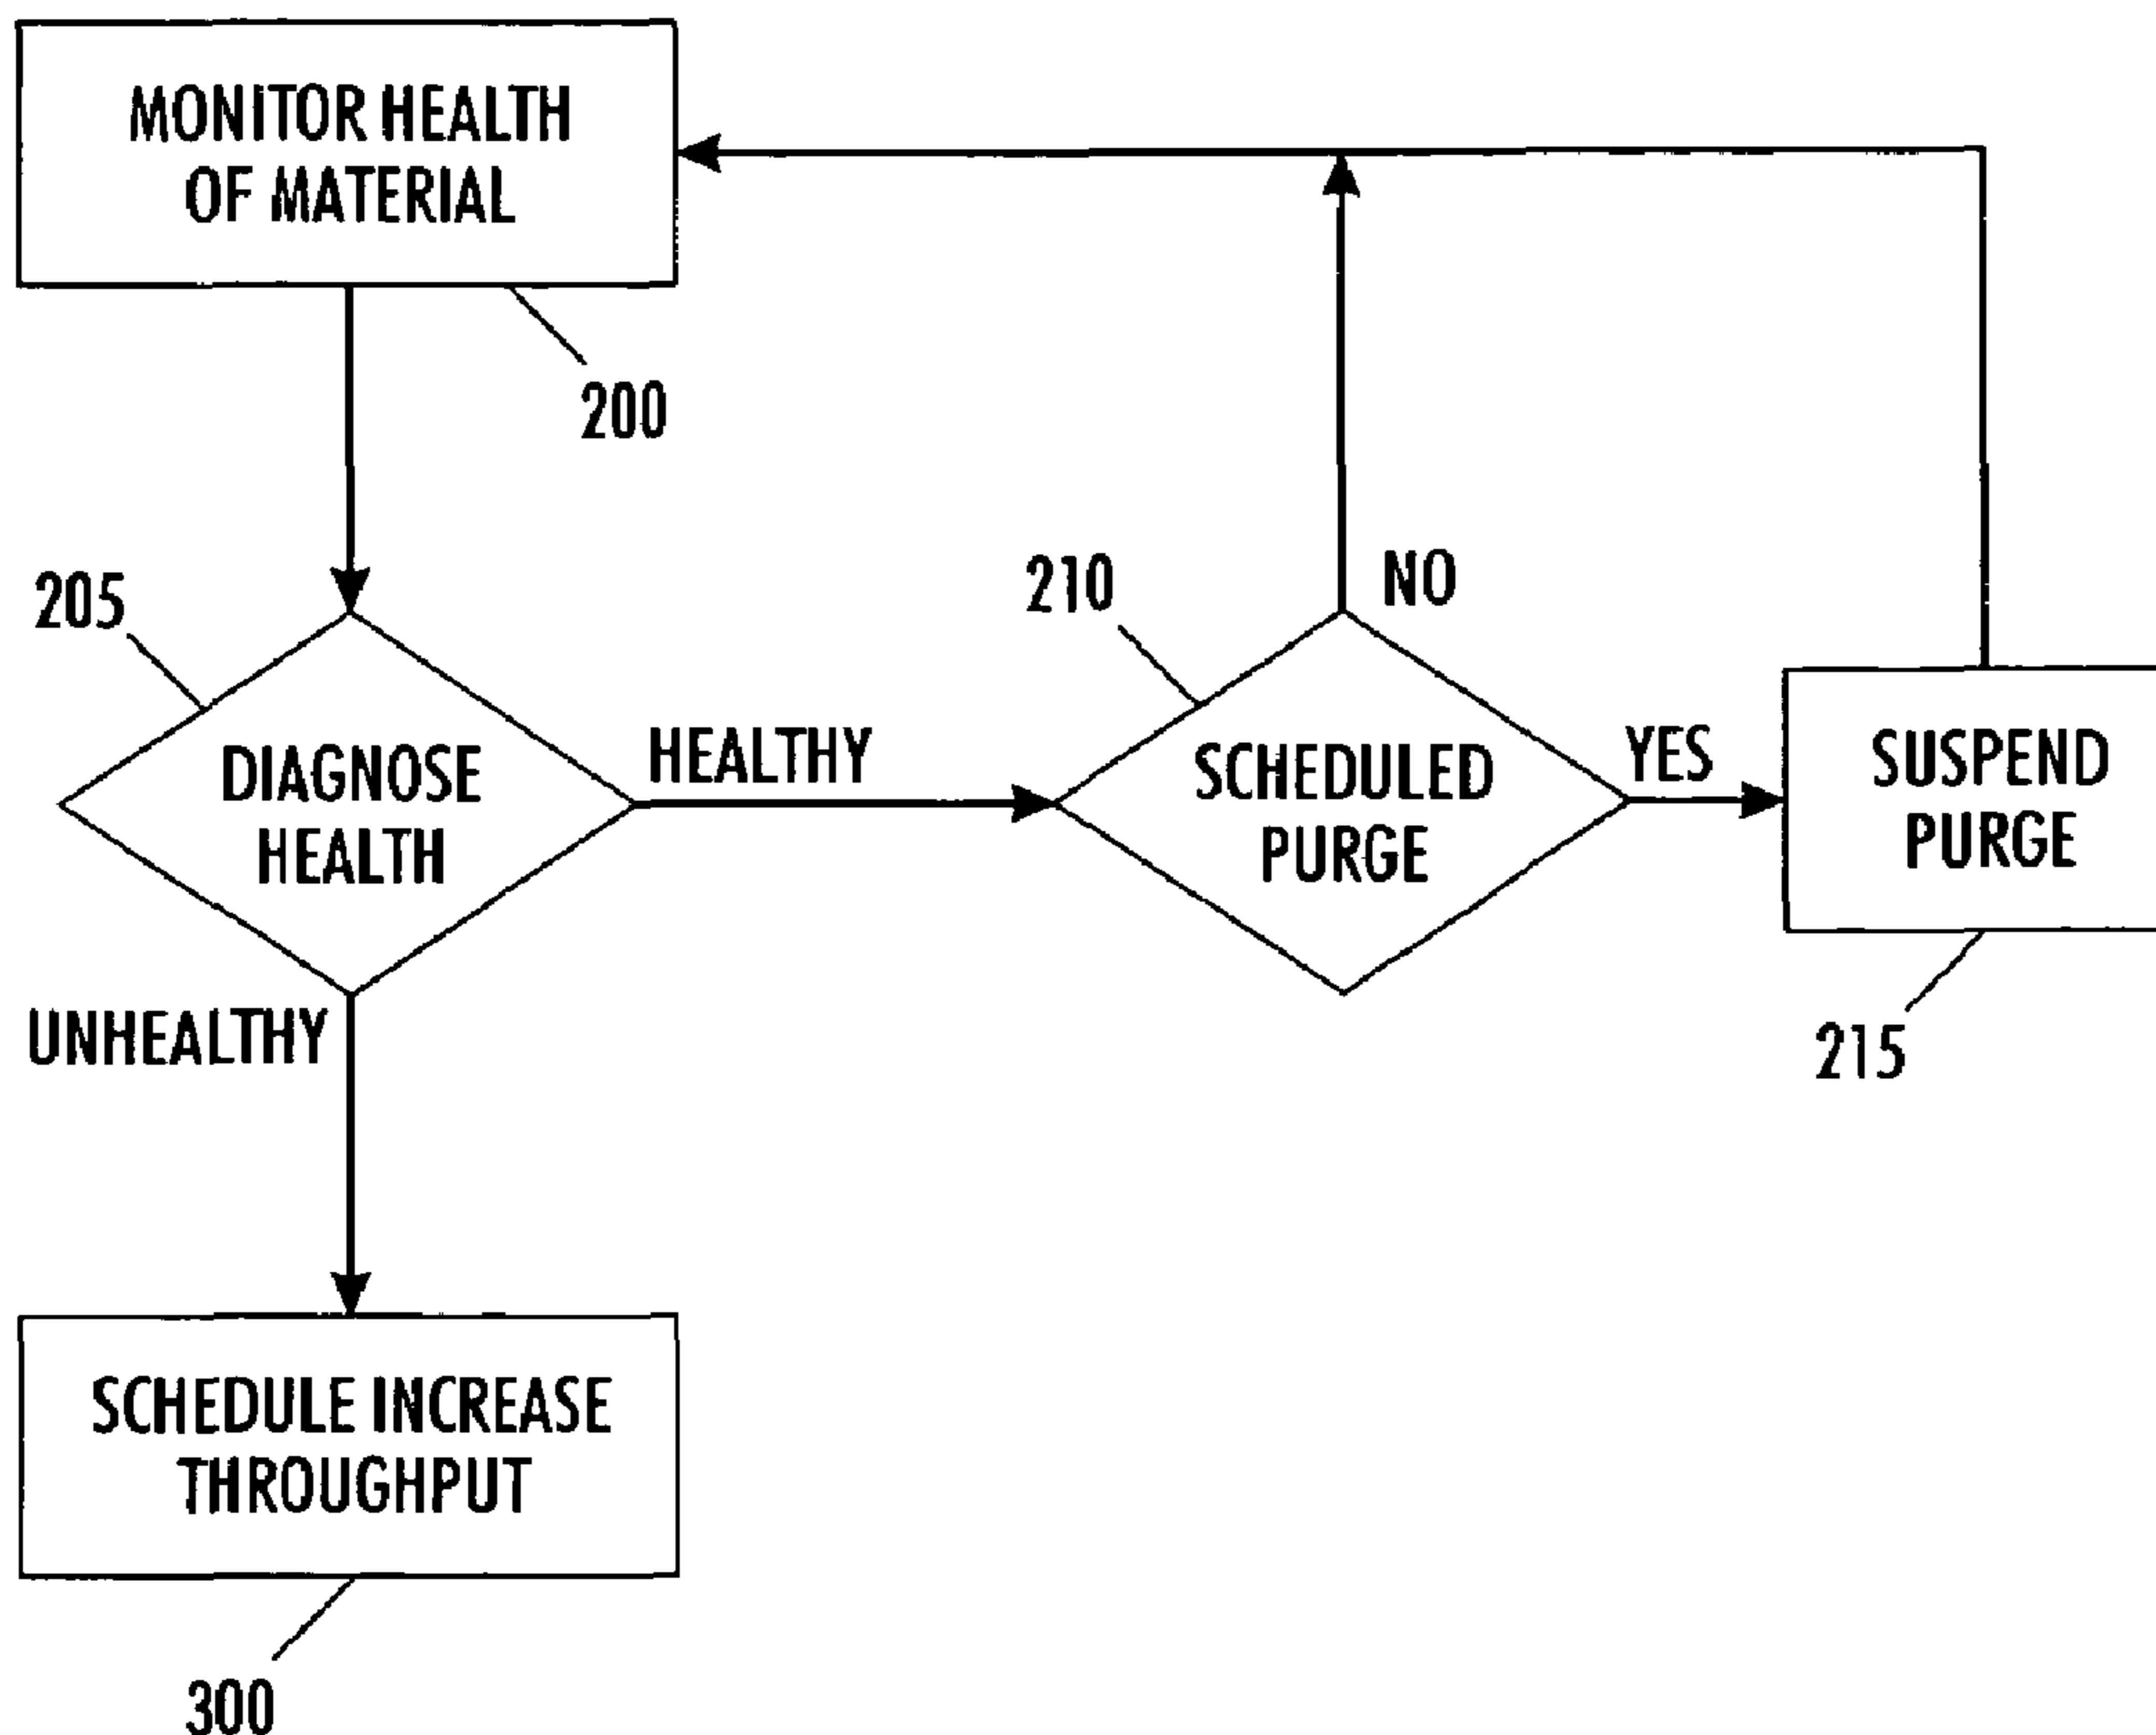 MONITOR HEALTH
OF MATERIAL
200
205
DIAGNOSE
HEALTH
HEALTHY
210
NO
SCHEDULED
PURGE
YES
SUSPEND
PURGE
215
UNHEALTHY
SCHEDULE INCREASE
THROUGHPUT
300